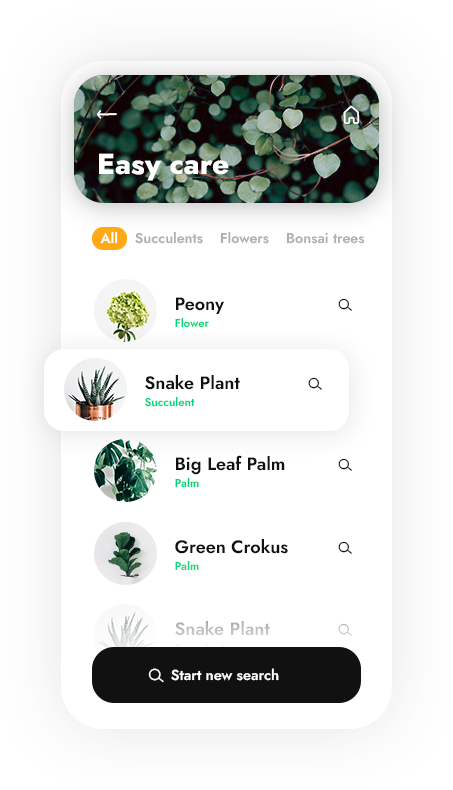 Easy care
All Succulents Flowers Bonsai trees
Peony
Flower
Snake Plant
Succulent
Big Leaf Palm
Palm
Green Crokus
Palm
Snake Plant
Start new search